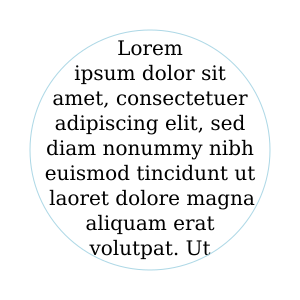 Lorem
ipsum dolor sit
amet, consectetuer
adipiscing elit, sed
diam nonummy nibh
euismod tincidunt ut
laoret dolore magna
aliquam erat
volutpat. Ut